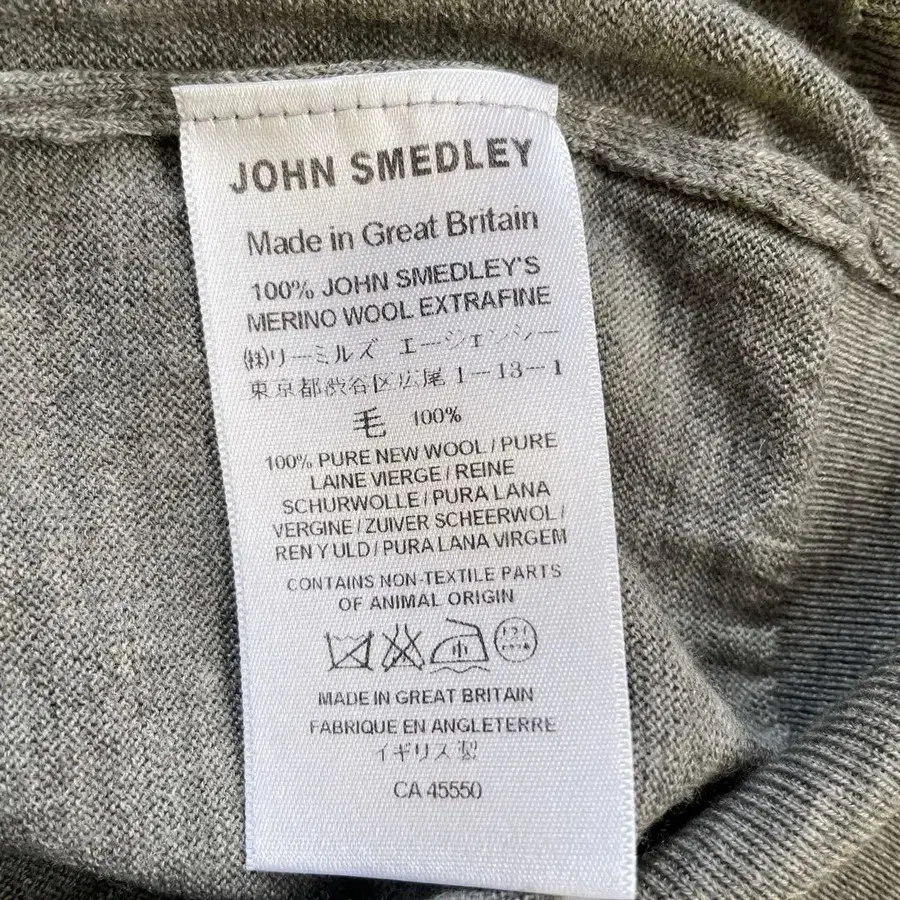 JOHN SMEDLEY
Made in Great Britain
100% JOHN SMEDLEY'S
MERINO WOOL EXTRAFINE
(株)リーミルズ エージェンシー
東京都渋谷区広尾 1-13-1
毛 100%
100% PURE NEW WOOL / PURE
LAINE VIERGE / REINE
SCHURWOLLE / PURA LANA
VERGINE / ZUIVER SCHEERWOL /
REN Y ULD / PURA LANA VIRGEM
CONTAINS NON-TEXTILE PARTS
OF ANIMAL ORIGIN
MADE IN GREAT BRITAIN
FABRIQUE EN ANGLETERRE
イギリス製
CA 45550